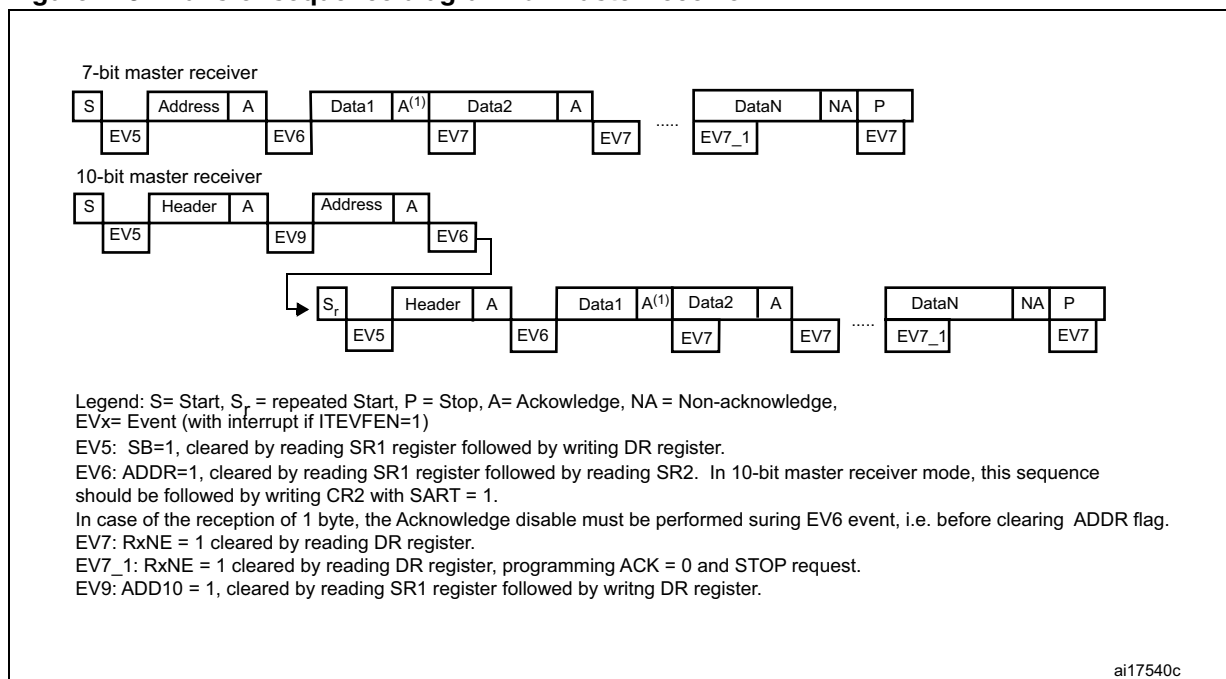 Figure Transfer sequence diagram for master receiver
7-bit master receiver
S Address A Data1 A(1) Data2 A ..... DataN NA P
EV5 EV6 EV7 EV7 EV7_1 EV7
10-bit master receiver
S Header A Address A
EV5 EV9 EV6
Sr Header A Data1 A(1) Data2 A ..... DataN NA P
EV5 EV6 EV7 EV7 EV7_1 EV7
Legend: S= Start, Sr = repeated Start, P = Stop, A= Ackowledge, NA = Non-acknowledge,
EVx= Event (with interrupt if ITEVFEN=1)
EV5: SB=1, cleared by reading SR1 register followed by writing DR register.
EV6: ADDR=1, cleared by reading SR1 register followed by reading SR2. In 10-bit master receiver mode, this sequence
should be followed by writing CR2 with SART = 1.
In case of the reception of 1 byte, the Acknowledge disable must be performed suring EV6 event, i.e. before clearing ADDR flag.
EV7: RxNE = 1 cleared by reading DR register.
EV7_1: RxNE = 1 cleared by reading DR register, programming ACK = 0 and STOP request.
EV9: ADD10 = 1, cleared by reading SR1 register followed by writng DR register.
ai17540c